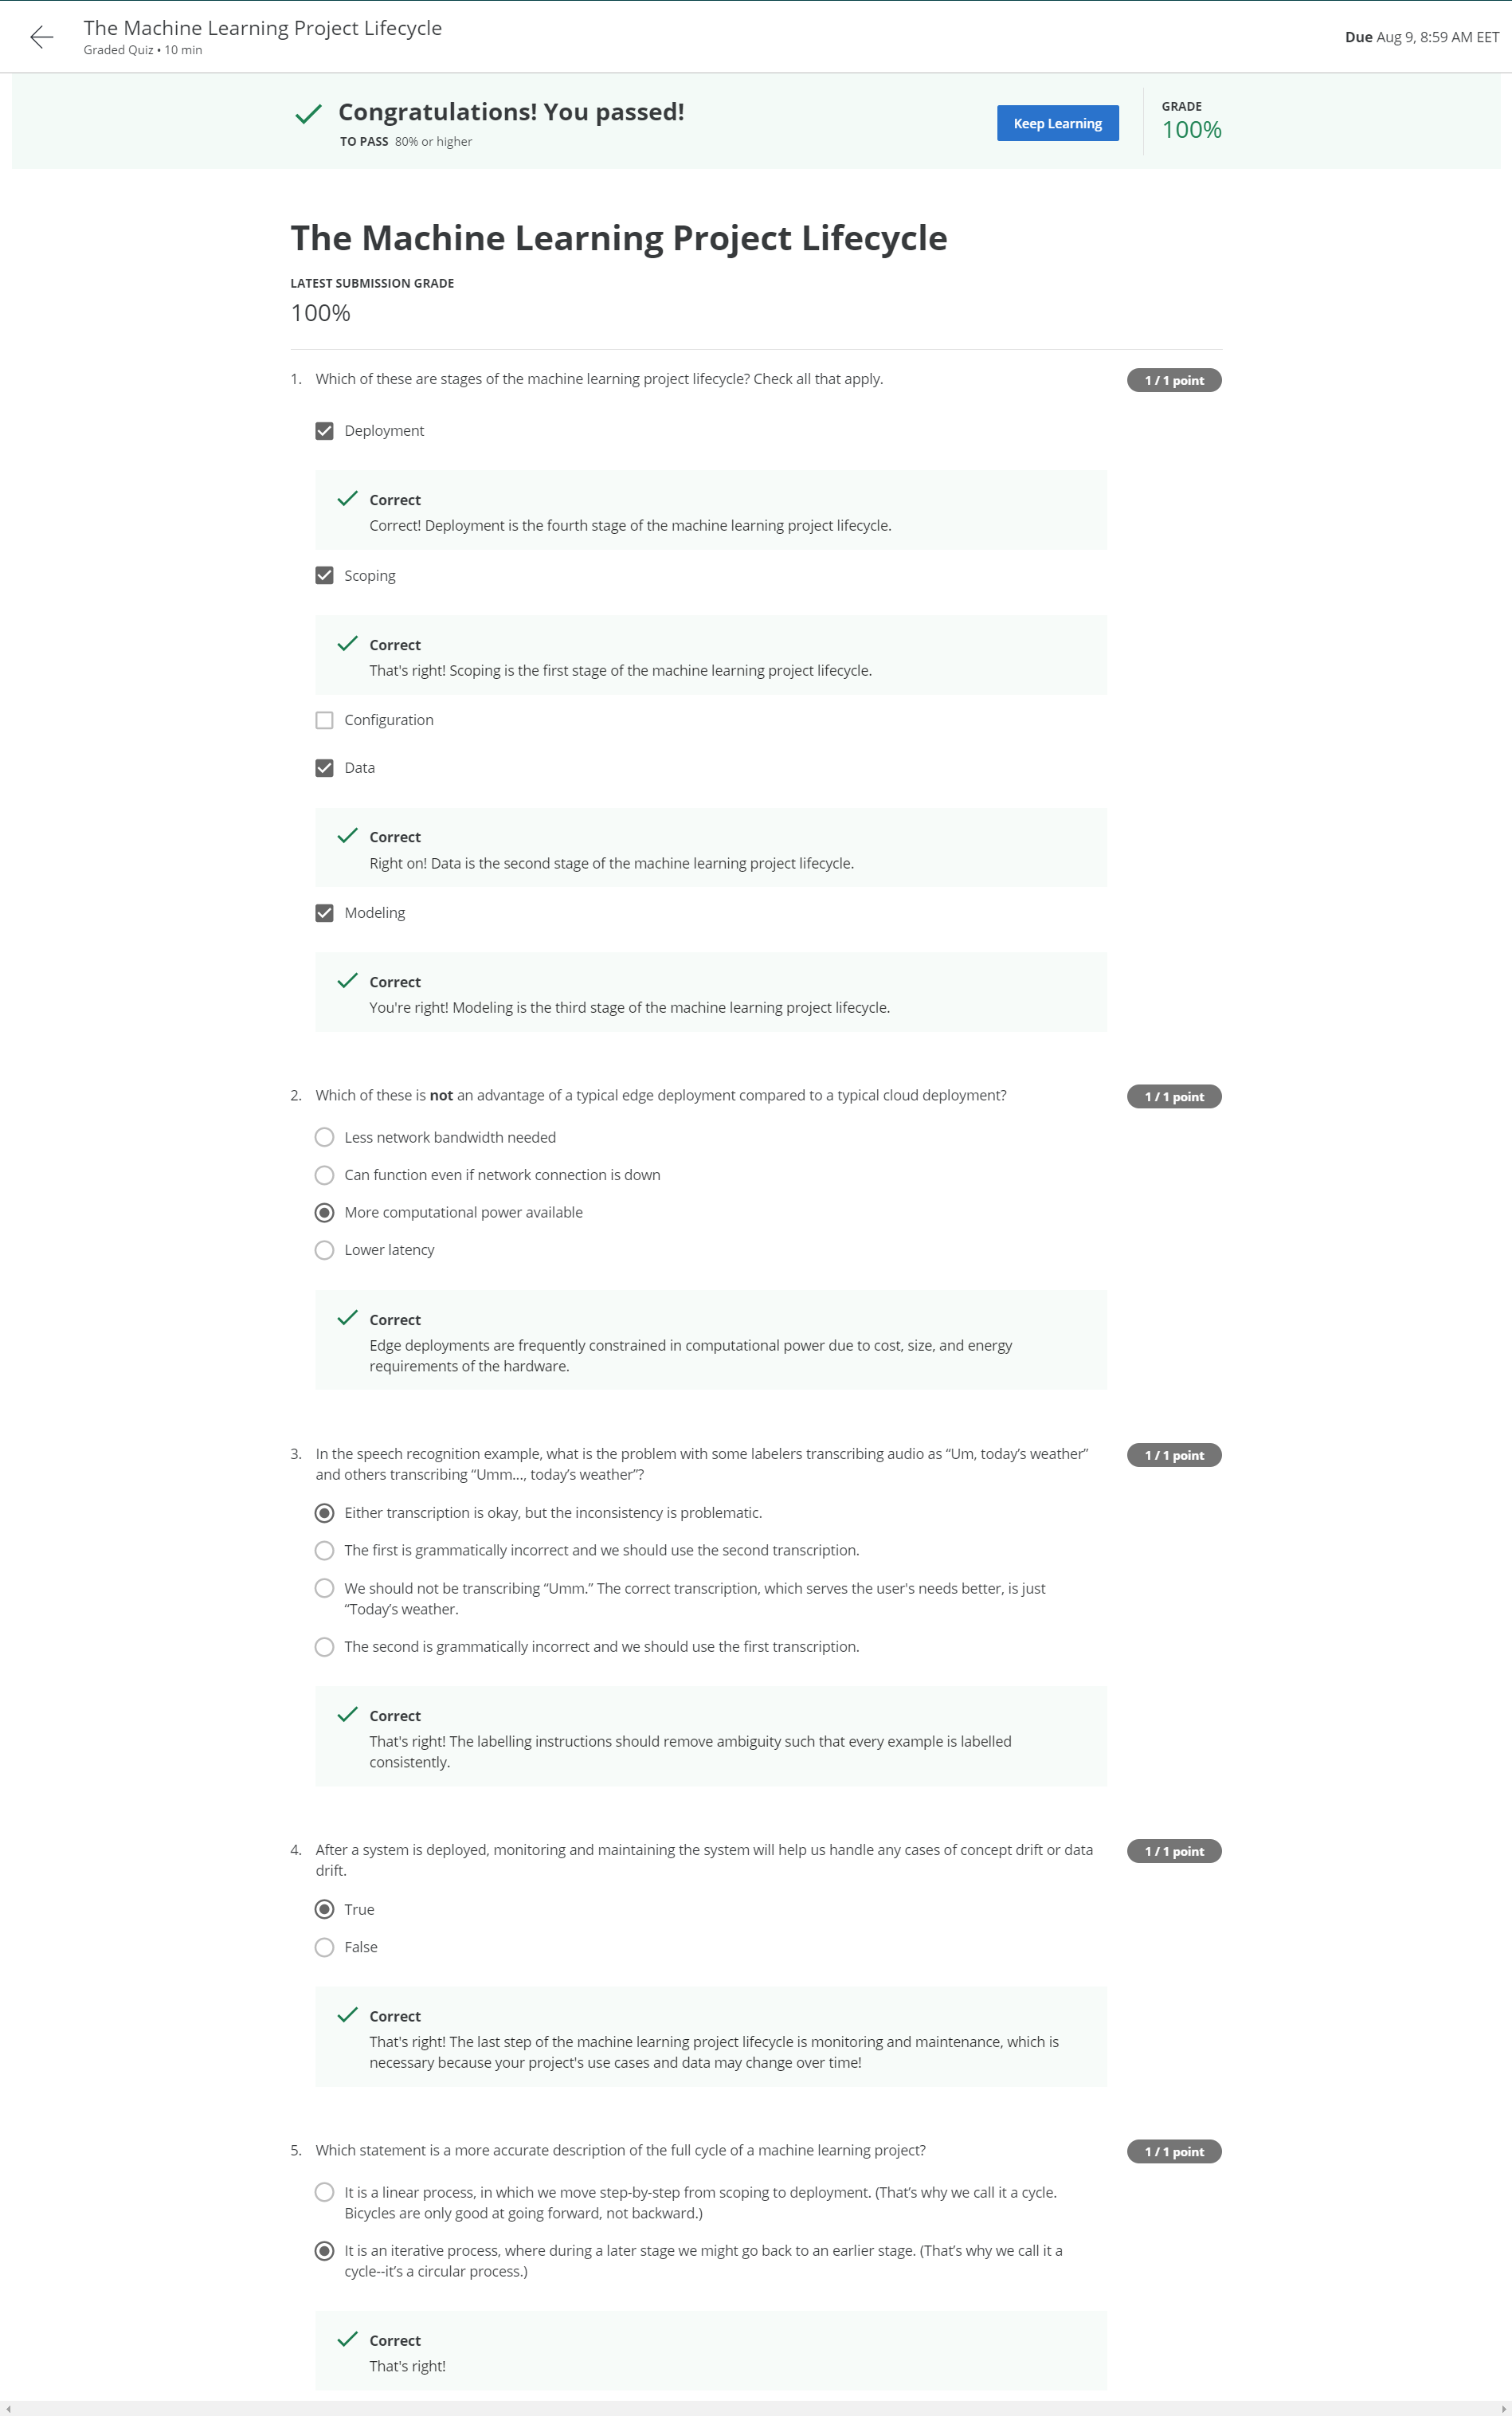 The Machine Learning Project Lifecycle
Graded Quiz • 10 min
Due Aug 9, 8:59 AM EET
Congratulations! You passed!
TO PASS 80% or higher
Keep Learning
GRADE
100%
The Machine Learning Project Lifecycle
LATEST SUBMISSION GRADE
100%
1. Which of these are stages of the machine learning project lifecycle? Check all that apply.
1 / 1 point
Deployment
Correct
Correct! Deployment is the fourth stage of the machine learning project lifecycle.
Scoping
Correct
That's right! Scoping is the first stage of the machine learning project lifecycle.
Configuration
Data
Correct
Right on! Data is the second stage of the machine learning project lifecycle.
Modeling
Correct
You're right! Modeling is the third stage of the machine learning project lifecycle.
2. Which of these is not an advantage of a typical edge deployment compared to a typical cloud deployment?
1 / 1 point
Less network bandwidth needed
Can function even if network connection is down
More computational power available
Lower latency
Correct
Edge deployments are frequently constrained in computational power due to cost, size, and energy
requirements of the hardware.
3. In the speech recognition example, what is the problem with some labelers transcribing audio as “Um, today’s weather”
and others transcribing “Umm..., today’s weather”?
1 / 1 point
Either transcription is okay, but the inconsistency is problematic.
The first is grammatically incorrect and we should use the second transcription.
We should not be transcribing “Umm.” The correct transcription, which serves the user's needs better, is just
“Today’s weather.
The second is grammatically incorrect and we should use the first transcription.
Correct
That's right! The labelling instructions should remove ambiguity such that every example is labelled
consistently.
4. After a system is deployed, monitoring and maintaining the system will help us handle any cases of concept drift or data
drift.
1 / 1 point
True
False
Correct
That's right! The last step of the machine learning project lifecycle is monitoring and maintenance, which is
necessary because your project's use cases and data may change over time!
5. Which statement is a more accurate description of the full cycle of a machine learning project?
1 / 1 point
It is a linear process, in which we move step-by-step from scoping to deployment. (That’s why we call it a cycle.
Bicycles are only good at going forward, not backward.)
It is an iterative process, where during a later stage we might go back to an earlier stage. (That’s why we call it a
cycle--it’s a circular process.)
Correct
That's right!